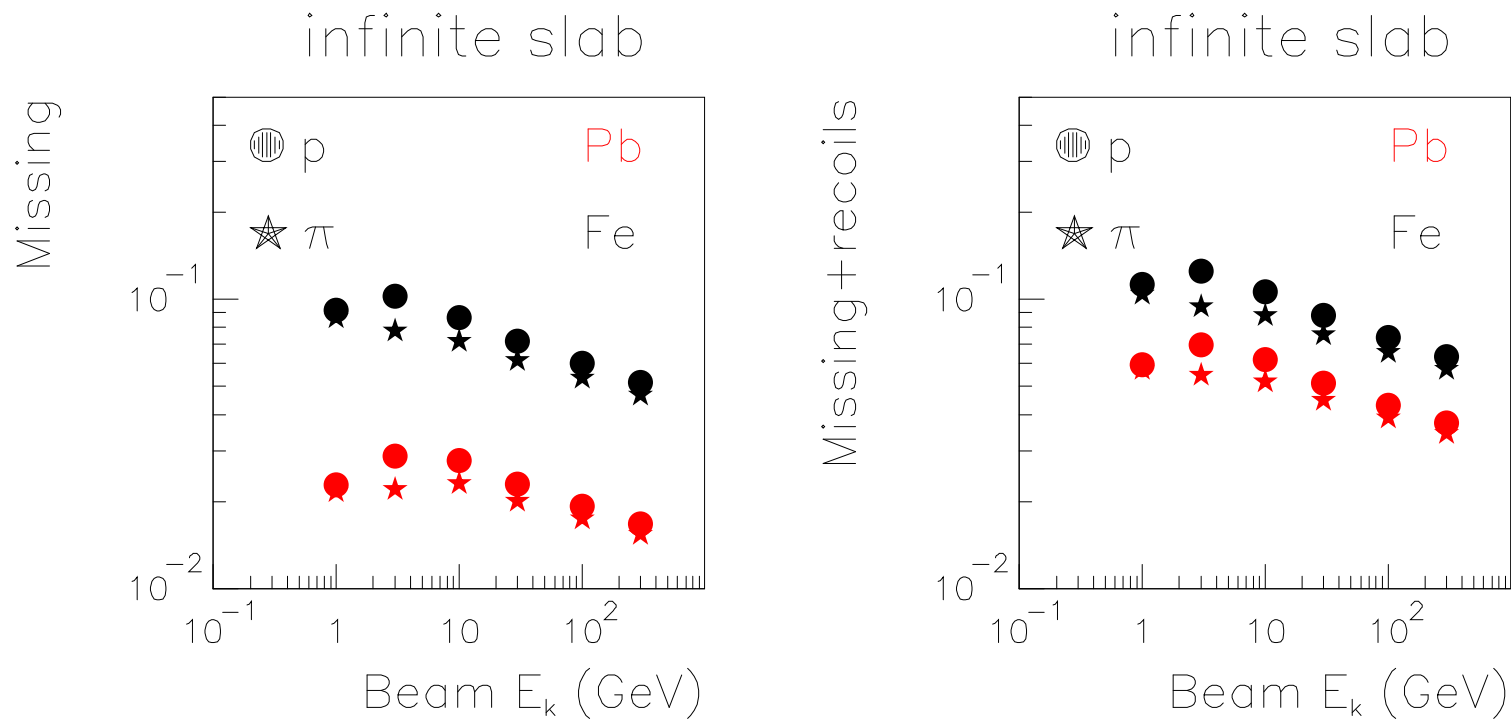 infinite slab
Missing
p
Pb
π
Fe
10⁻¹
10⁻²
10⁻¹ 1 10 10²
Beam Eₖ (GeV)
infinite slab
Missing+recoils
p
Pb
π
Fe
10⁻¹
10⁻²
10⁻¹ 1 10 10²
Beam Eₖ (GeV)